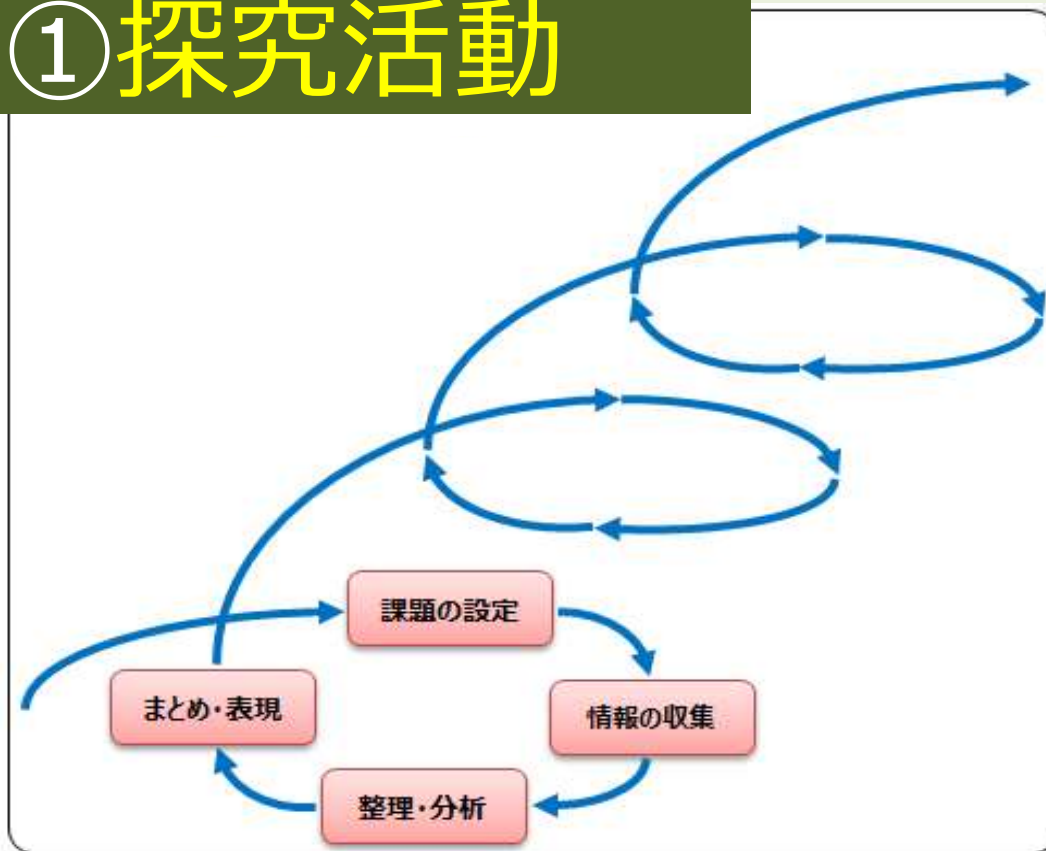 ①探究活動
課題の設定
情報の収集
整理・分析
まとめ・表現